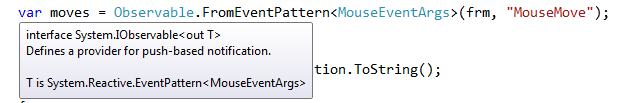 var moves = Observable.FromEventPattern<MouseEventArgs>(frm, "MouseMove");
interface System.IObservable<out T>
Defines a provider for push-based notification.
tion.ToString();
T is System.Reactive.EventPattern<MouseEventArgs>